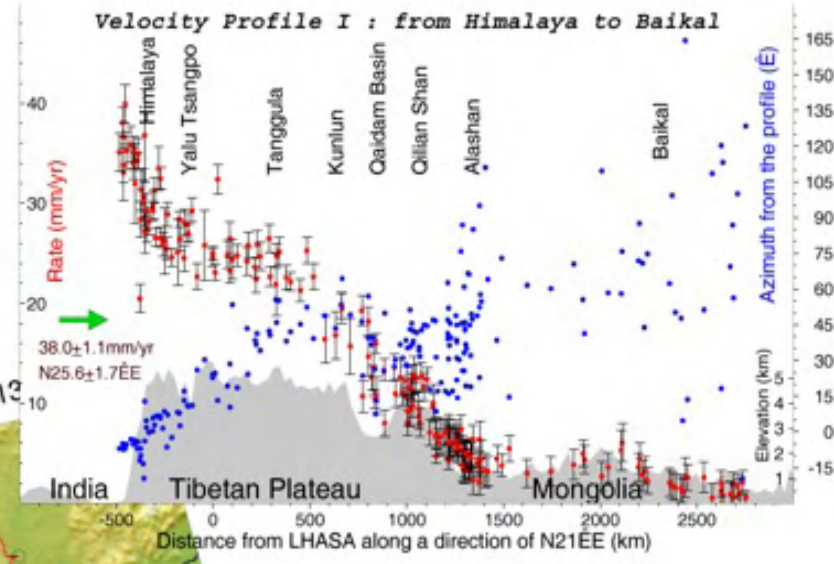 Velocity Profile I : from Himalaya to Baikal
Himalaya
Yalu Tsangpo
Tanggula
Kunlun
Qaidam Basin
Qilian Shan
Alashan
Baikal
Rate (mm/yr)
40
30
20
10
38.0±1.1mm/yr
N25.6±1.7ÊE
Azimuth from the profile (Ê)
165
150
135
120
105
90
75
60
45
30
15
0
-15
Elevation (km)
5
4
3
2
1
India
Tibetan Plateau
Mongolia
-500
0
500
1000
1500
2000
2500
Distance from LHASA along a direction of N21ÊE (km)